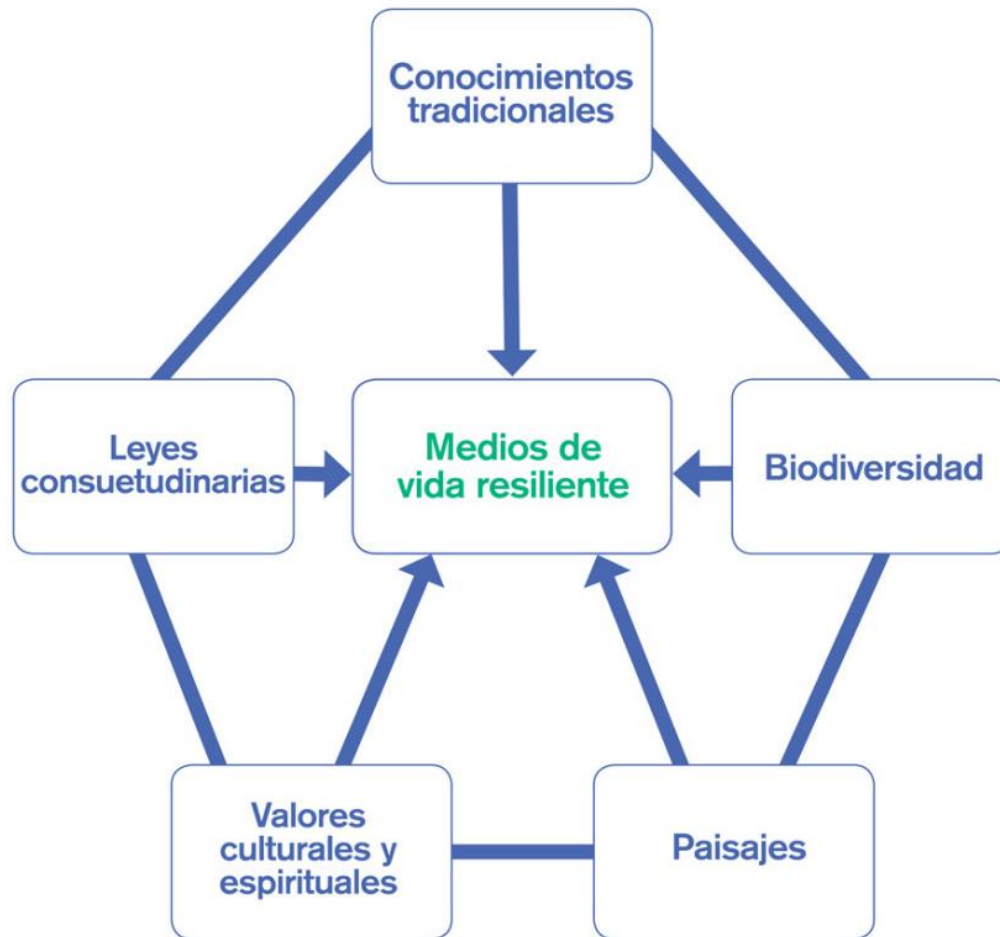 Conocimientos
tradicionales
Leyes
consuetudinarias
Medios de
vida resiliente
Biodiversidad
Valores
culturales y
espirituales
Paisajes